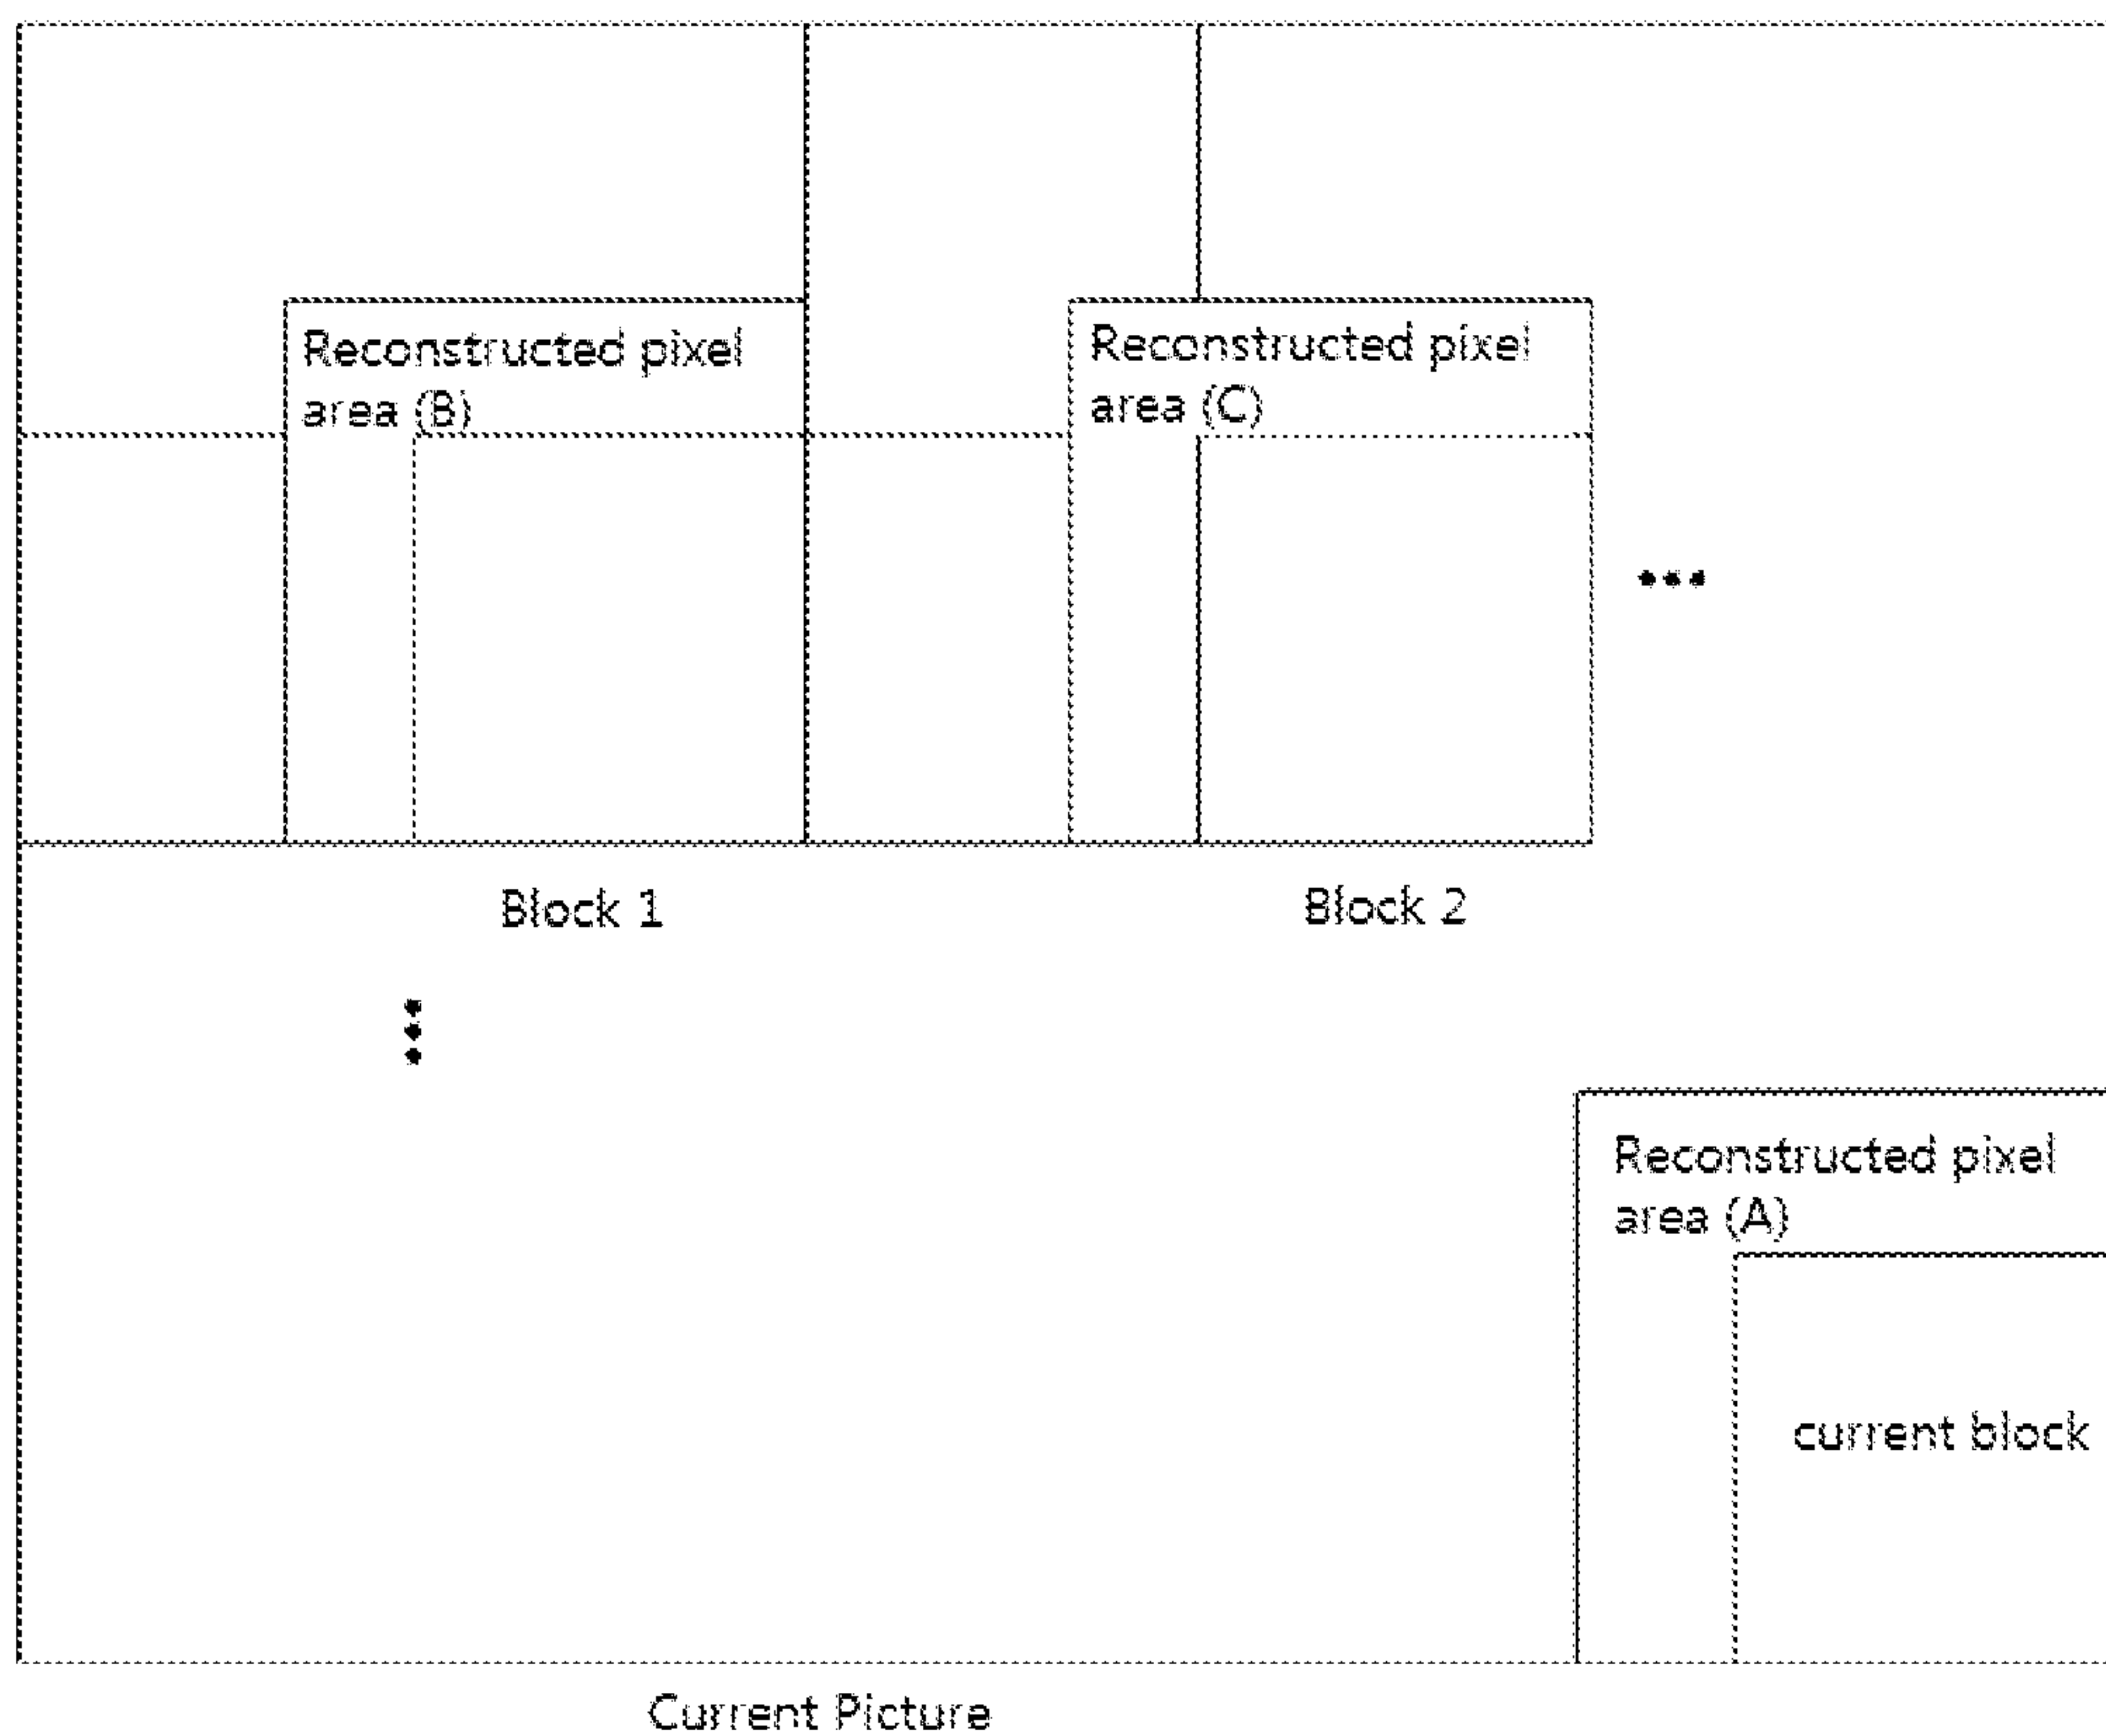 Reconstructed pixel
area (B)
Reconstructed pixel
area (C)
Block 1
Block 2
Reconstructed pixel
area (A)
current block
Current Picture